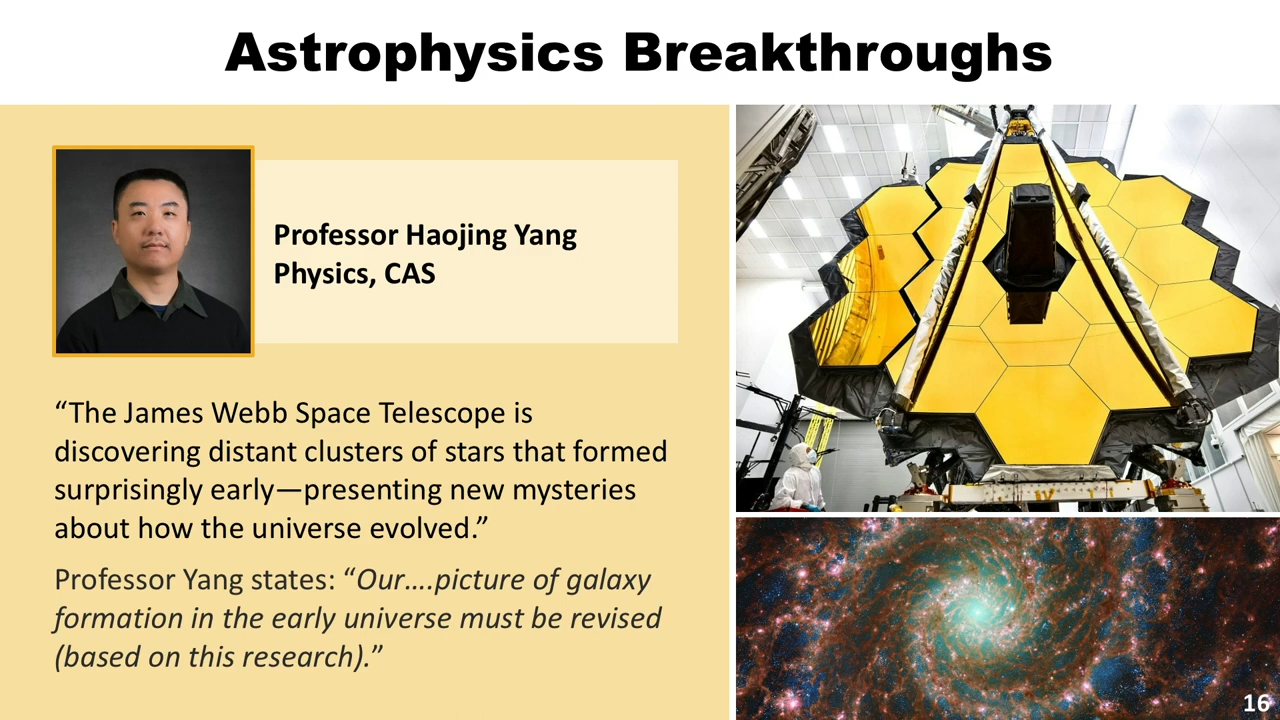 Astrophysics Breakthroughs
Professor Haojing Yang
Physics, CAS
“The James Webb Space Telescope is
discovering distant clusters of stars that formed
surprisingly early—presenting new mysteries
about how the universe evolved.”
Professor Yang states: “Our….picture of galaxy
formation in the early universe must be revised
(based on this research).”
16